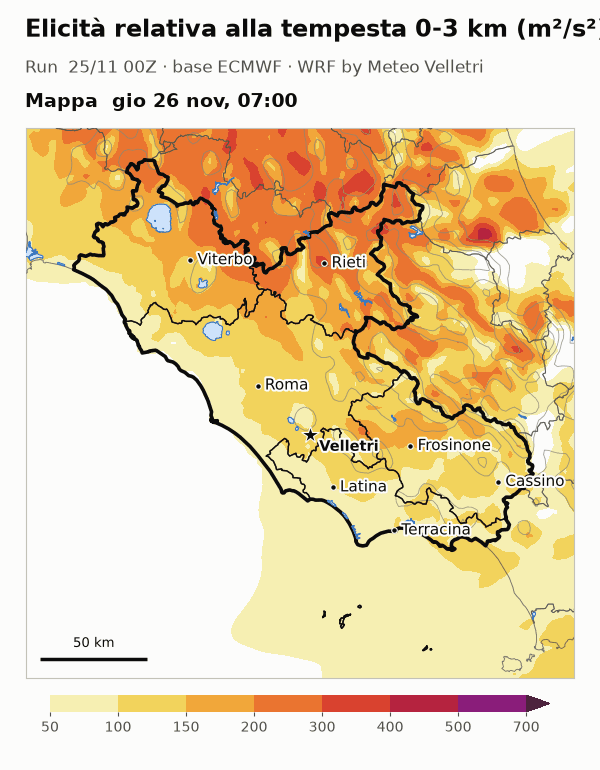 Elicità relativa alla tempesta 0-3 km (m²/s²)
Run  25/11 00Z · base ECMWF · WRF by Meteo Velletri
Mappa  gio 26 nov, 07:00
Viterbo
Rieti
Roma
Velletri
Frosinone
Latina
Cassino
Terracina
50 km
50 100 150 200 300 400 500 700